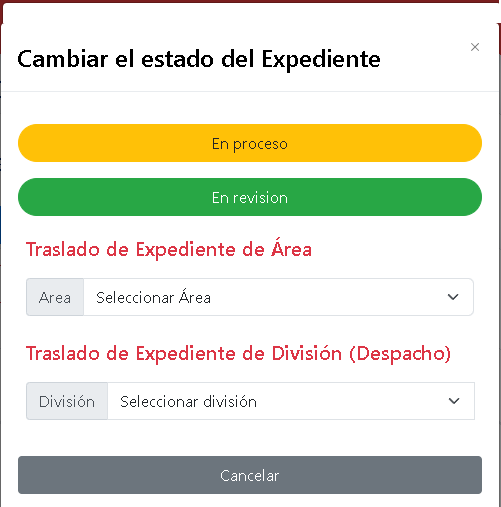 Cambiar el estado del Expediente
×
En proceso
En revision
Traslado de Expediente de Área
Area Seleccionar Área
Traslado de Expediente de División (Despacho)
División Seleccionar división
Cancelar